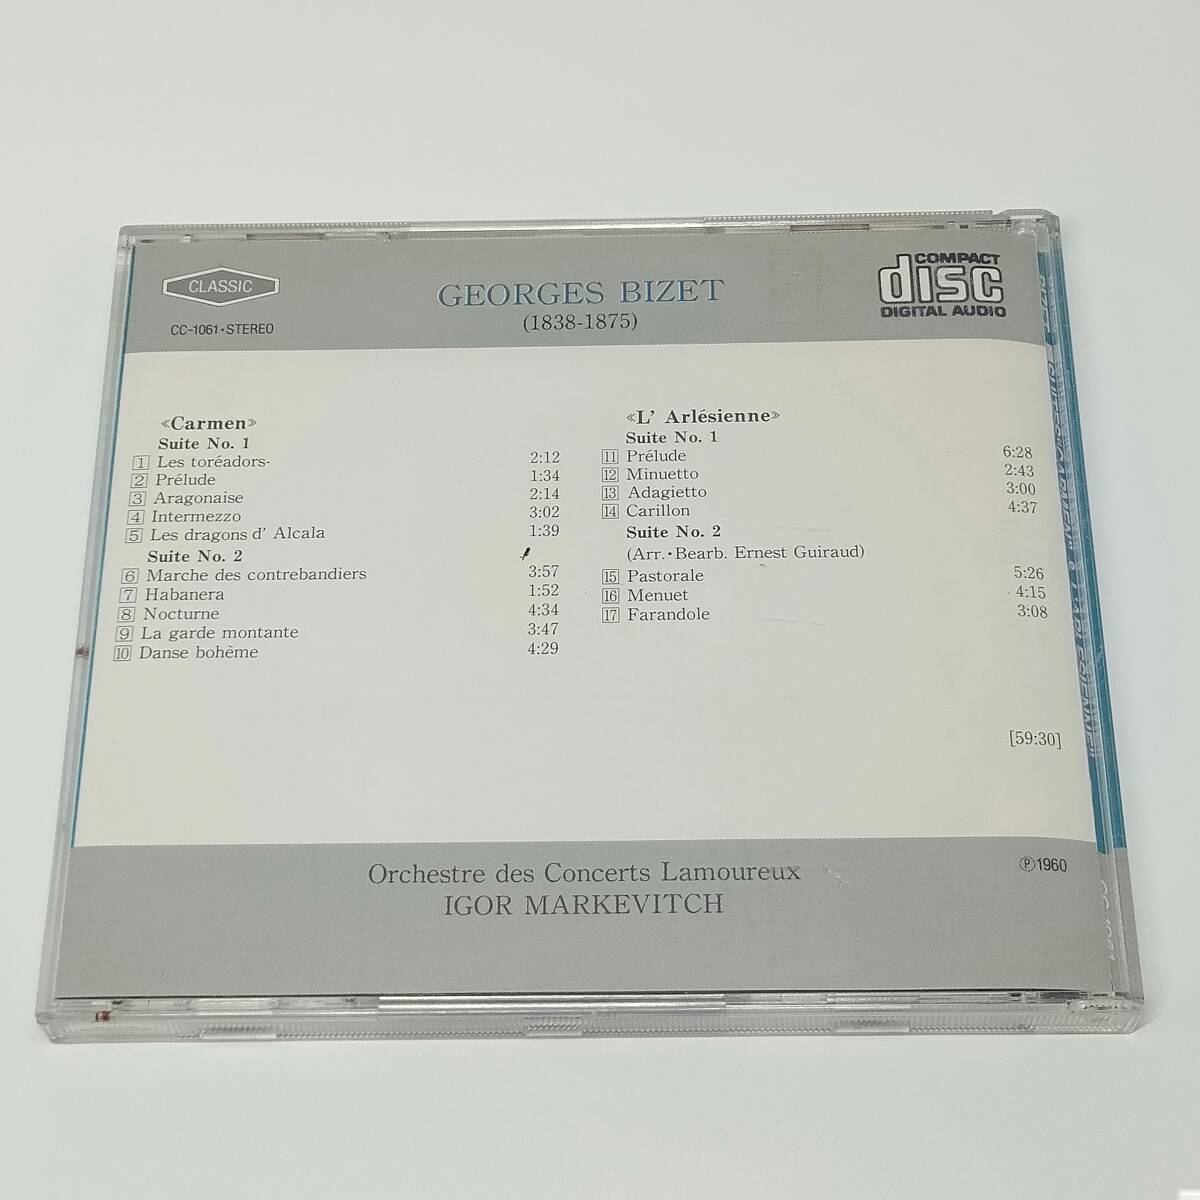 CLASSIC
CC-1061・STEREO
GEORGES BIZET
(1838-1875)
COMPACT
disc
DIGITAL AUDIO
≪Carmen≫
Suite No. 1
1 Les toréadors- 2:12
2 Prélude 1:34
3 Aragonaise 2:14
4 Intermezzo 3:02
5 Les dragons d' Alcala 1:39
Suite No. 2
6 Marche des contrebandiers 3:57
7 Habanera 1:52
8 Nocturne 4:34
9 La garde montante 3:47
10 Danse bohème 4:29
≪L' Arlésienne≫
Suite No. 1
11 Prélude 6:28
12 Minuetto 2:43
13 Adagietto 3:00
14 Carillon 4:37
Suite No. 2
(Arr.・Bearb. Ernest Guiraud)
15 Pastorale 5:26
16 Menuet 4:15
17 Farandole 3:08
[59:30]
Orchestre des Concerts Lamoureux
IGOR MARKEVITCH
Ⓟ1960